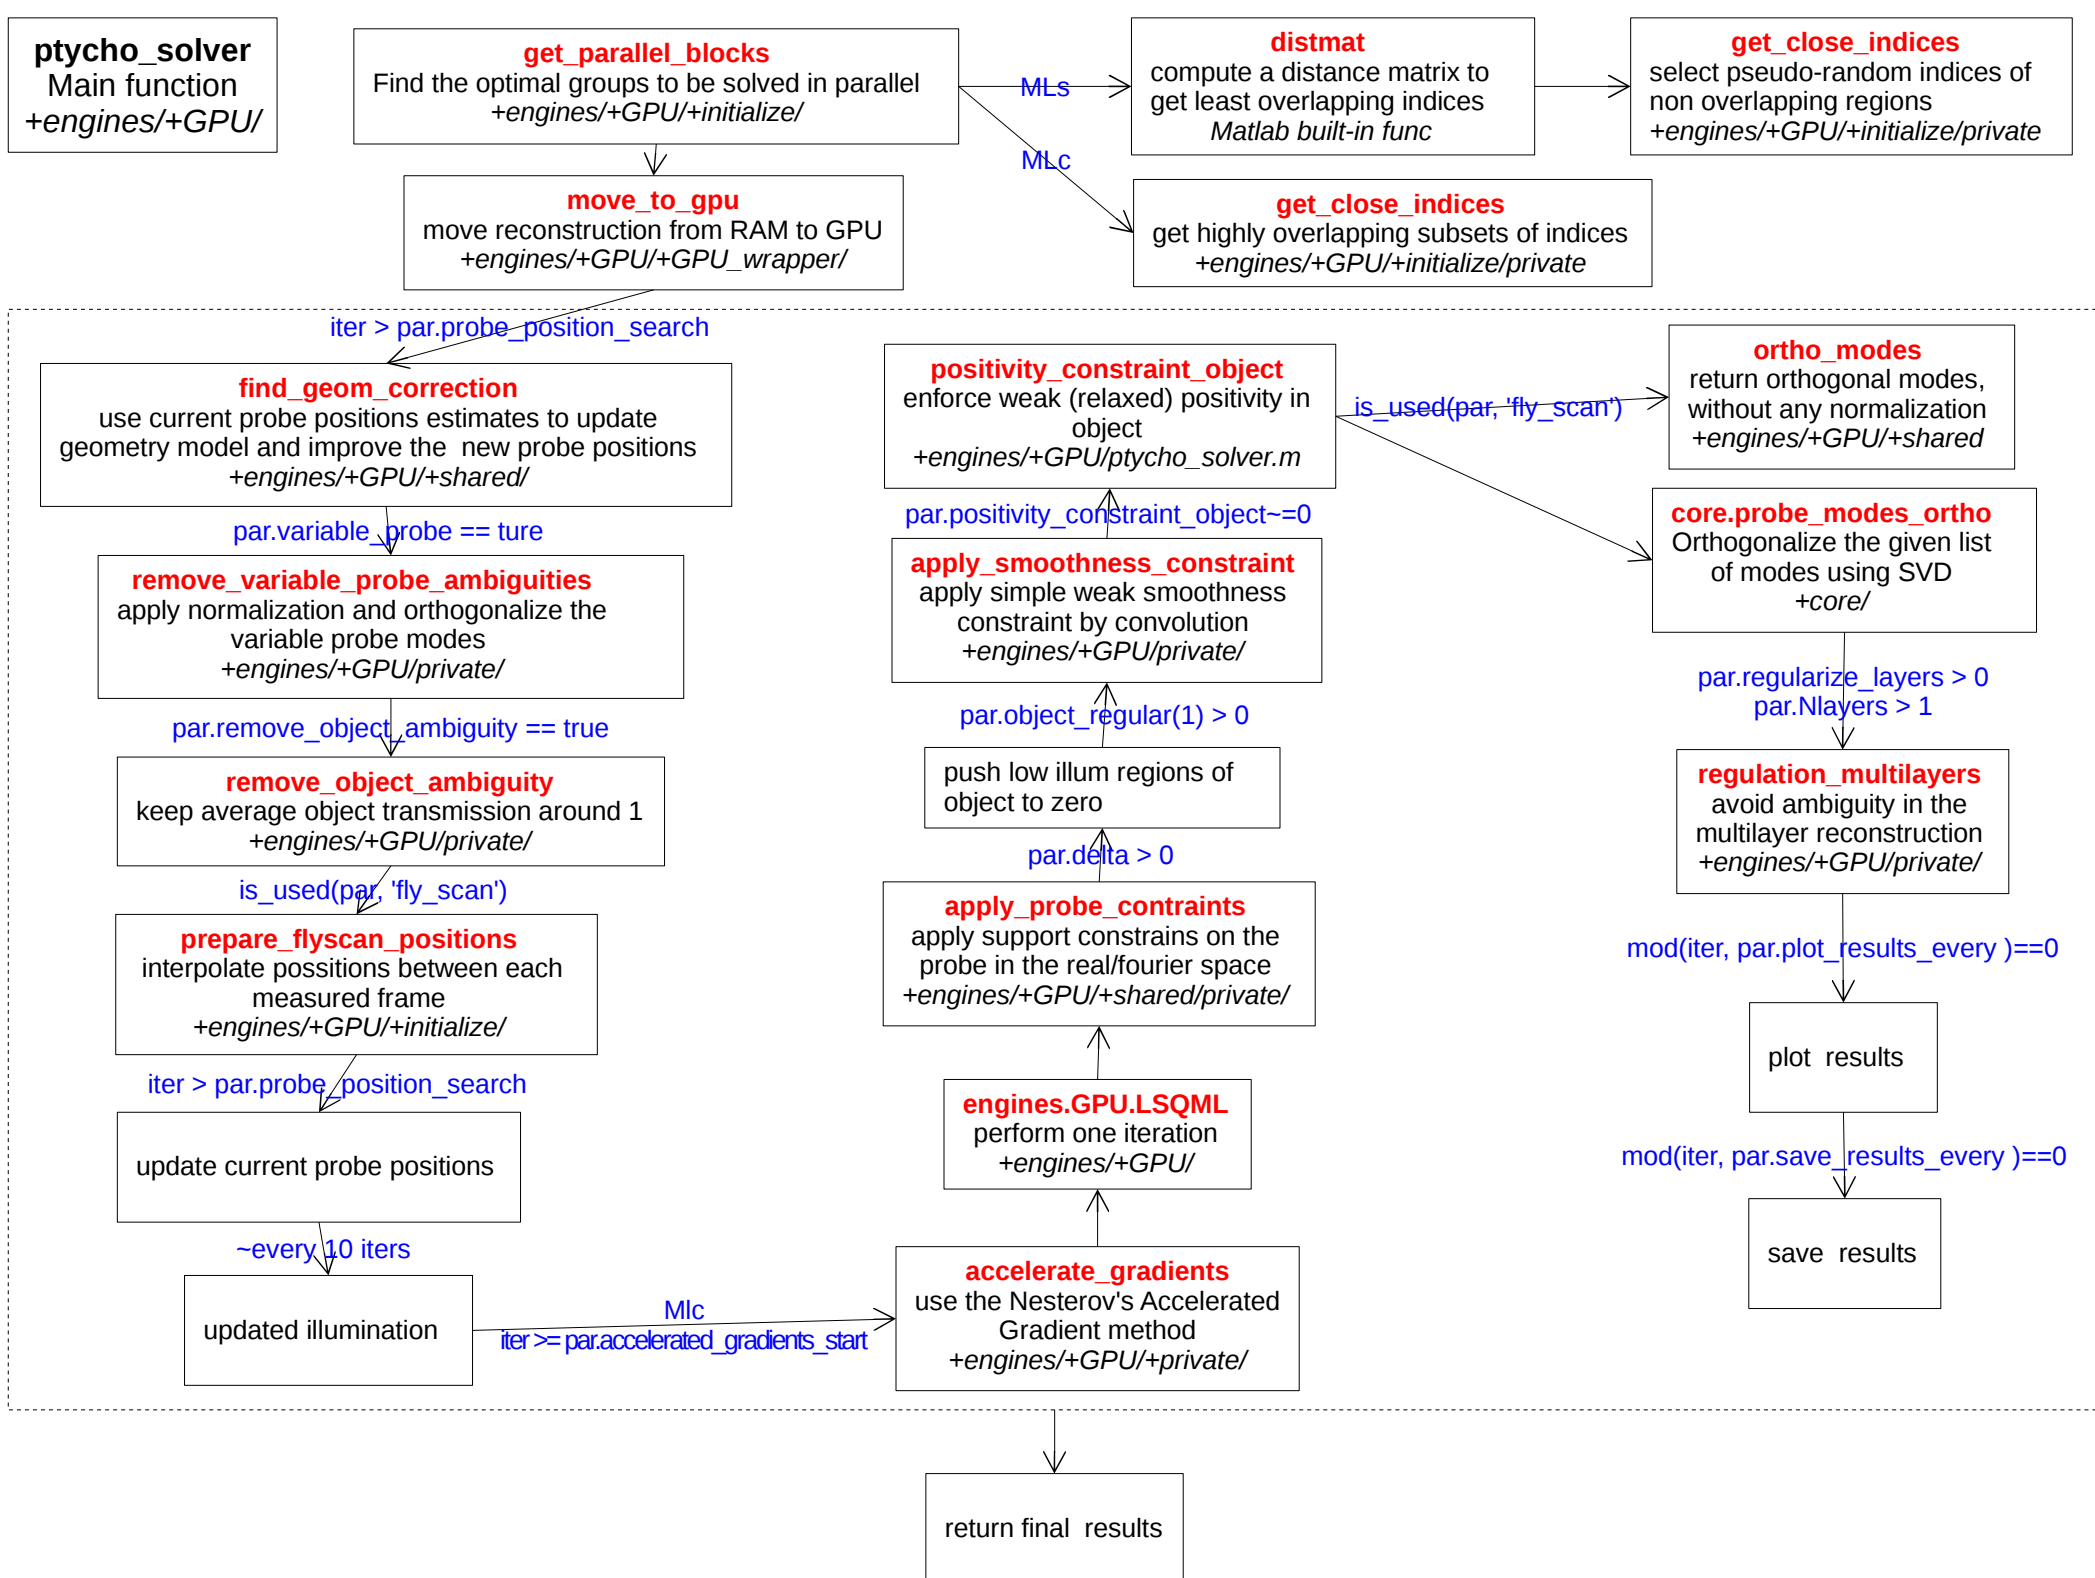 ptycho_solver
Main function
+engines/+GPU/
get_parallel_blocks
Find the optimal groups to be solved in parallel
+engines/+GPU/+initialize/
MLs
MLc
distmat
compute a distance matrix to
get least overlapping indices
Matlab built-in func
get_close_indices
select pseudo-random indices of
non overlapping regions
+engines/+GPU/+initialize/private
move_to_gpu
move reconstruction from RAM to GPU
+engines/+GPU/+GPU_wrapper/
get_close_indices
get highly overlapping subsets of indices
+engines/+GPU/+initialize/private
iter > par.probe_position_search
find_geom_correction
use current probe positions estimates to update
geometry model and improve the  new probe positions
+engines/+GPU/+shared/
par.variable_probe == ture
remove_variable_probe_ambiguities
apply normalization and orthogonalize the
variable probe modes
+engines/+GPU/private/
par.remove_object_ambiguity == true
remove_object_ambiguity
keep average object transmission around 1
+engines/+GPU/private/
is_used(par, 'fly_scan')
prepare_flyscan_positions
interpolate possitions between each
measured frame
+engines/+GPU/+initialize/
iter > par.probe_position_search
update current probe positions
~every 10 iters
updated illumination
Mlc
iter >= par.accelerated_gradients_start
positivity_constraint_object
enforce weak (relaxed) positivity in
object
+engines/+GPU/ptycho_solver.m
par.positivity_constraint_object~=0
apply_smoothness_constraint
apply simple weak smoothness
constraint by convolution
+engines/+GPU/private/
par.object_regular(1) > 0
push low illum regions of
object to zero
par.delta > 0
apply_probe_contraints
apply support constrains on the
probe in the real/fourier space
+engines/+GPU/+shared/private/
engines.GPU.LSQML
perform one iteration
+engines/+GPU/
accelerate_gradients
use the Nesterov's Accelerated
Gradient method
+engines/+GPU/+private/
is_used(par, 'fly_scan')
ortho_modes
return orthogonal modes,
without any normalization
+engines/+GPU/+shared
core.probe_modes_ortho
Orthogonalize the given list
of modes using SVD
+core/
par.regularize_layers > 0
par.Nlayers > 1
regulation_multilayers
avoid ambiguity in the
multilayer reconstruction
+engines/+GPU/private/
mod(iter, par.plot_results_every )==0
plot  results
mod(iter, par.save_results_every )==0
save  results
return final  results